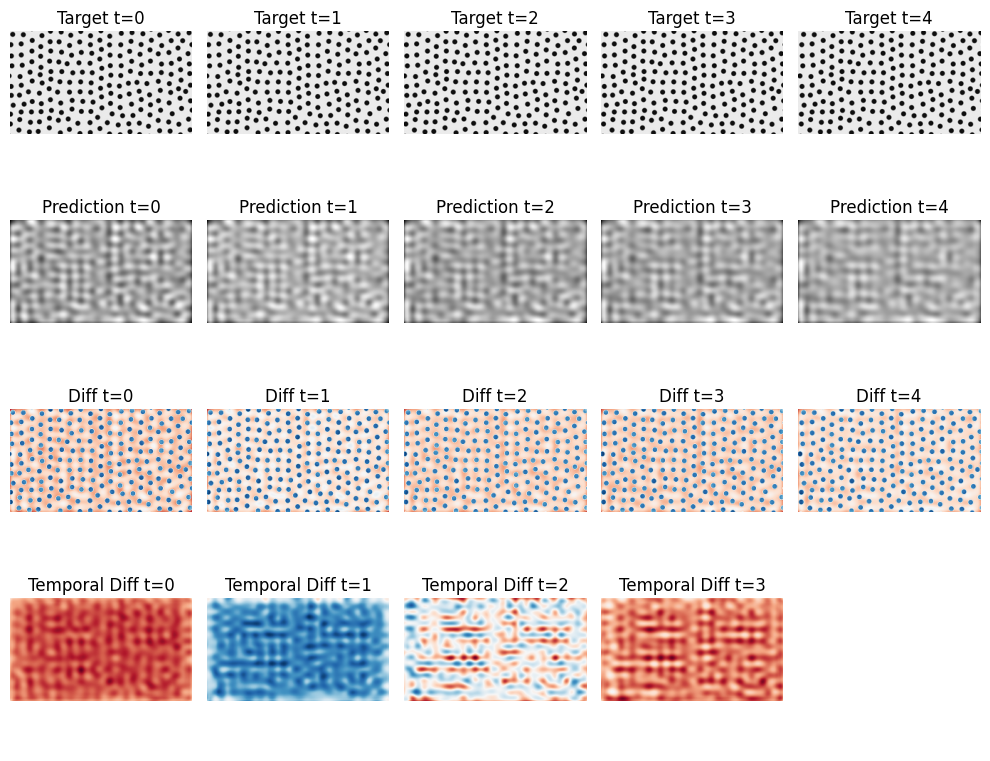 Target t=0 Target t=1 Target t=2 Target t=3 Target t=4
Prediction t=0 Prediction t=1 Prediction t=2 Prediction t=3 Prediction t=4
Diff t=0 Diff t=1 Diff t=2 Diff t=3 Diff t=4
Temporal Diff t=0 Temporal Diff t=1 Temporal Diff t=2 Temporal Diff t=3